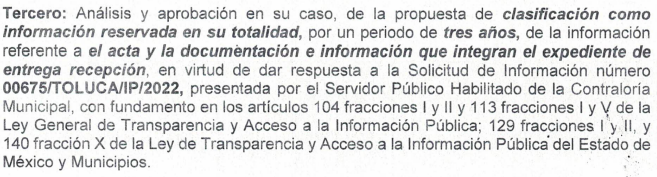 Tercero: Análisis y aprobación en su caso, de la propuesta de clasificación como
información reservada en su totalidad, por un periodo de tres años, de la información
referente a el acta y la documentación e información que integran el expediente de
entrega recepción, en virtud de dar respuesta a la Solicitud de Información número
00675/TOLUCA/IP/2022, presentada por el Servidor Público Habilitado de la Contraloría
Municipal, con fundamento en los artículos 104 fracciones I y II y 113 fracciones I y V de la
Ley General de Transparencia y Acceso a la Información Pública; 129 fracciones I y II, y
140 fracción X de la Ley de Transparencia y Acceso a la Información Pública del Estado de
México y Municipios.